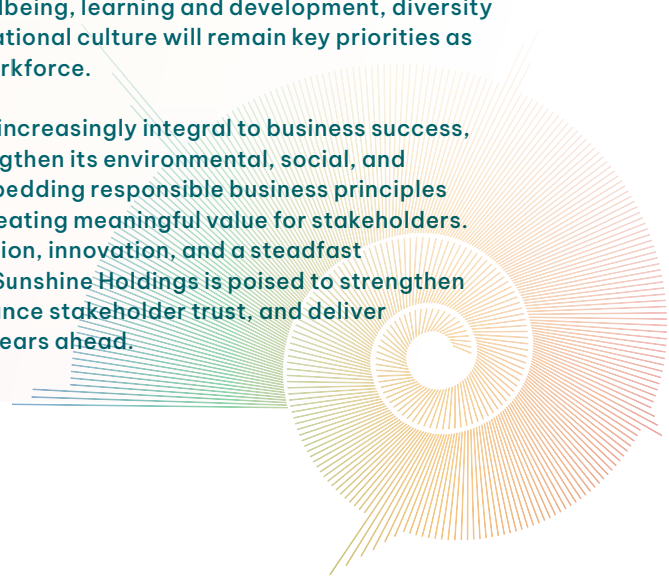 being, learning and development, diversity
ational culture will remain key priorities as
rkforce.
increasingly integral to business success,
gthen its environmental, social, and
bedding responsible business principles
eating meaningful value for stakeholders.
ion, innovation, and a steadfast
Sunshine Holdings is poised to strengthen
nce stakeholder trust, and deliver
ears ahead.